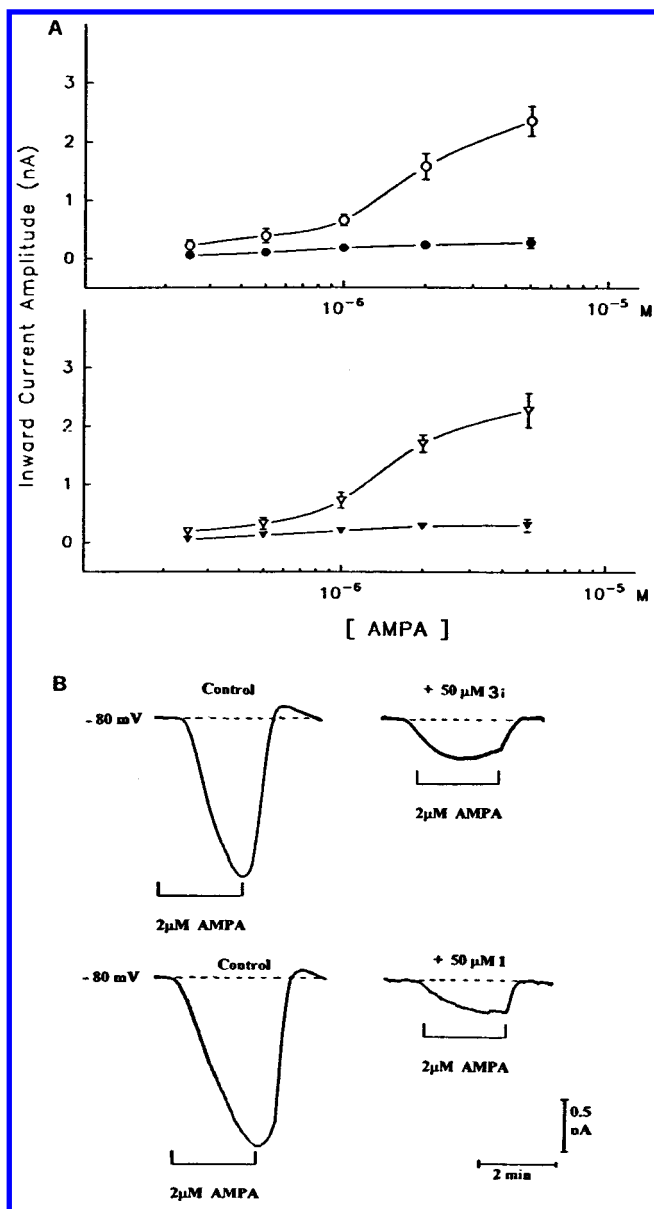 A
3
2
1
0
10⁻⁶
10⁻⁵ M
Inward Current Amplitude (nA)
3
2
1
0
10⁻⁶
10⁻⁵ M
[ AMPA ]
B
Control
+ 50 μM 3i
- 80 mV
2μM AMPA
2μM AMPA
Control
+ 50 μM 1
- 80 mV
2μM AMPA
2μM AMPA
0.5
nA
2 min